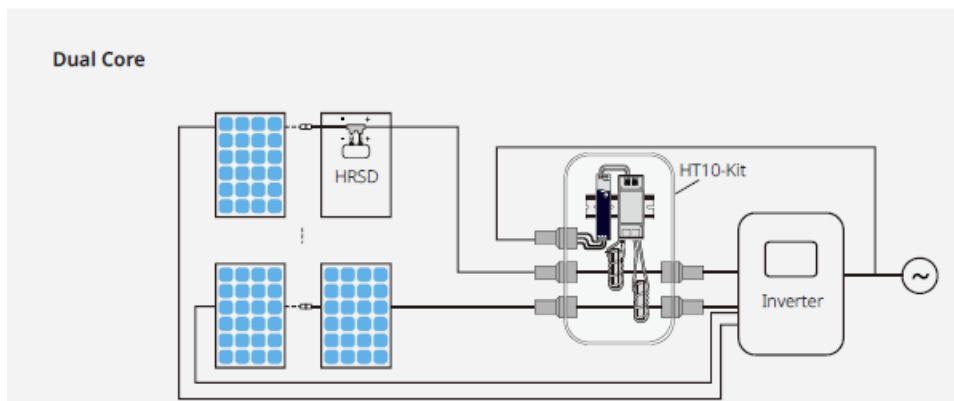 Dual Core
HT10-Kit
- +
- +
HRSD
Inverter
~